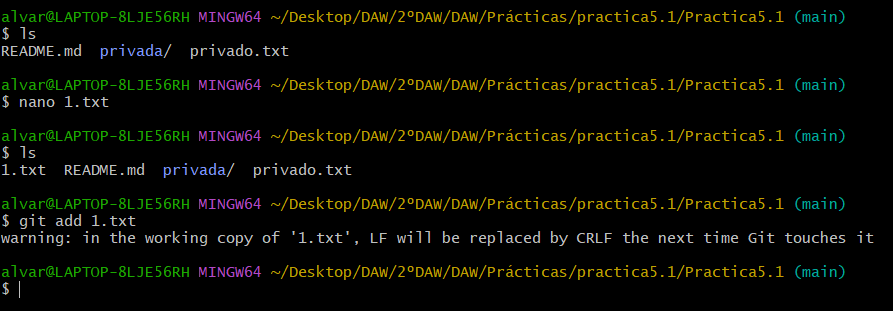 alvar@LAPTOP-8LJE56RH MINGW64 ~/Desktop/DAW/2ºDAW/DAW/Prácticas/practica5.1/Practica5.1 (main)
$ ls
README.md  privada/  privado.txt
alvar@LAPTOP-8LJE56RH MINGW64 ~/Desktop/DAW/2ºDAW/DAW/Prácticas/practica5.1/Practica5.1 (main)
$ nano 1.txt
alvar@LAPTOP-8LJE56RH MINGW64 ~/Desktop/DAW/2ºDAW/DAW/Prácticas/practica5.1/Practica5.1 (main)
$ ls
1.txt  README.md  privada/  privado.txt
alvar@LAPTOP-8LJE56RH MINGW64 ~/Desktop/DAW/2ºDAW/DAW/Prácticas/practica5.1/Practica5.1 (main)
$ git add 1.txt
warning: in the working copy of '1.txt', LF will be replaced by CRLF the next time Git touches it
alvar@LAPTOP-8LJE56RH MINGW64 ~/Desktop/DAW/2ºDAW/DAW/Prácticas/practica5.1/Practica5.1 (main)
$